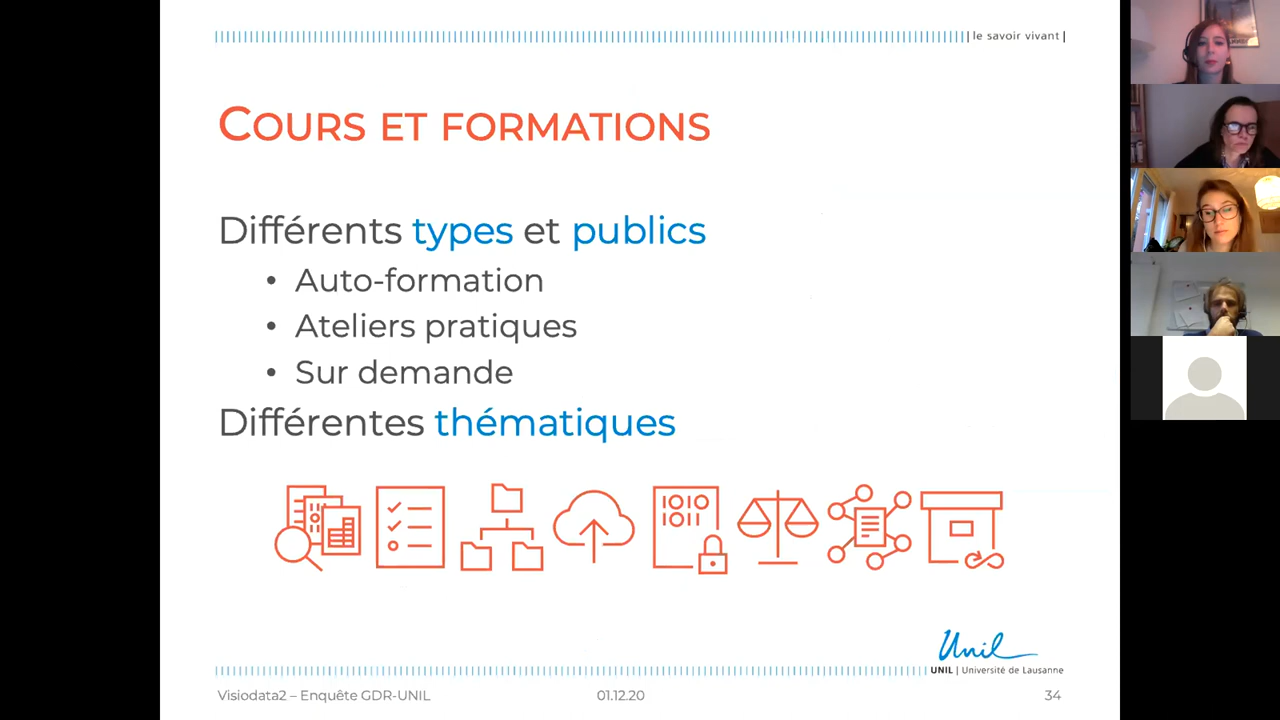 le savoir vivant
COURS ET FORMATIONS
Différents types et publics
• Auto-formation
• Ateliers pratiques
• Sur demande
Différentes thématiques
Unil
UNIL | Université de Lausanne
Visiodata2 – Enquête GDR-UNIL
01.12.20
34